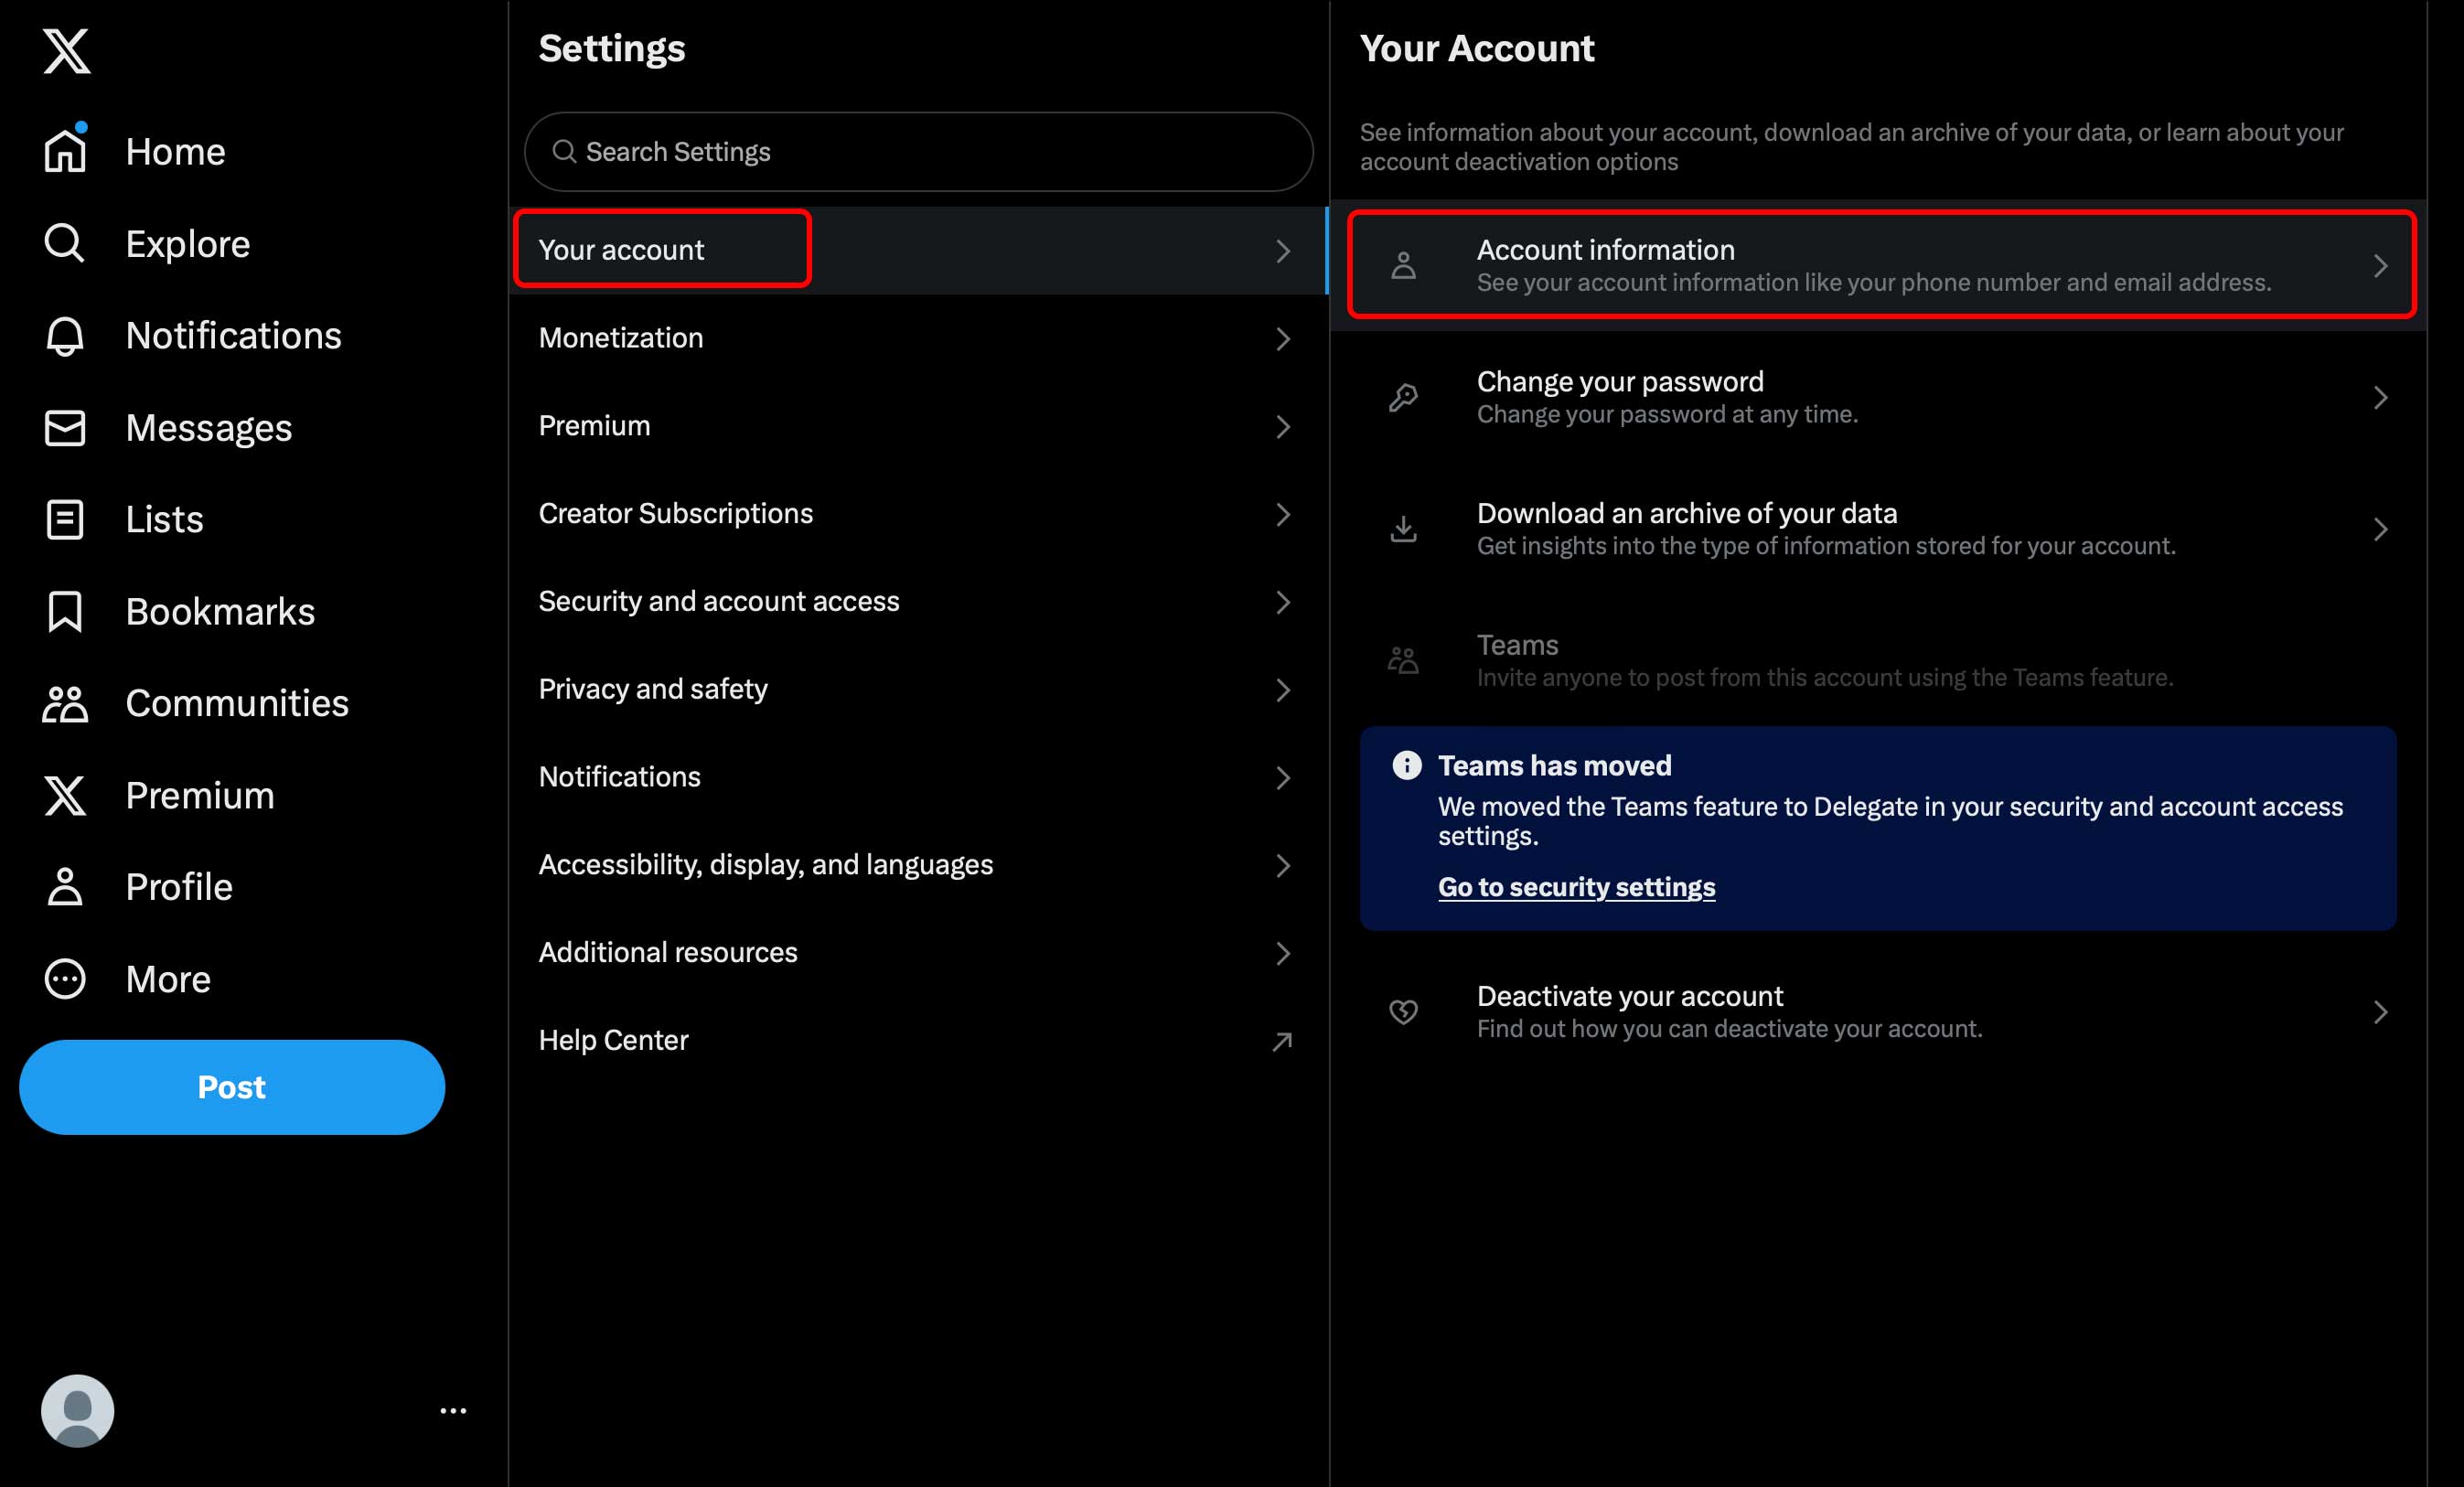 Home
Explore
Notifications
Messages
Lists
Bookmarks
Communities
Premium
Profile
More
Post
Settings
Search Settings
Your account
Monetization
Premium
Creator Subscriptions
Security and account access
Privacy and safety
Notifications
Accessibility, display, and languages
Additional resources
Help Center
Your Account
See information about your account, download an archive of your data, or learn about your
account deactivation options
Account information
See your account information like your phone number and email address.
Change your password
Change your password at any time.
Download an archive of your data
Get insights into the type of information stored for your account.
Teams
Invite anyone to post from this account using the Teams feature.
Teams has moved
We moved the Teams feature to Delegate in your security and account access
settings.
Go to security settings
Deactivate your account
Find out how you can deactivate your account.